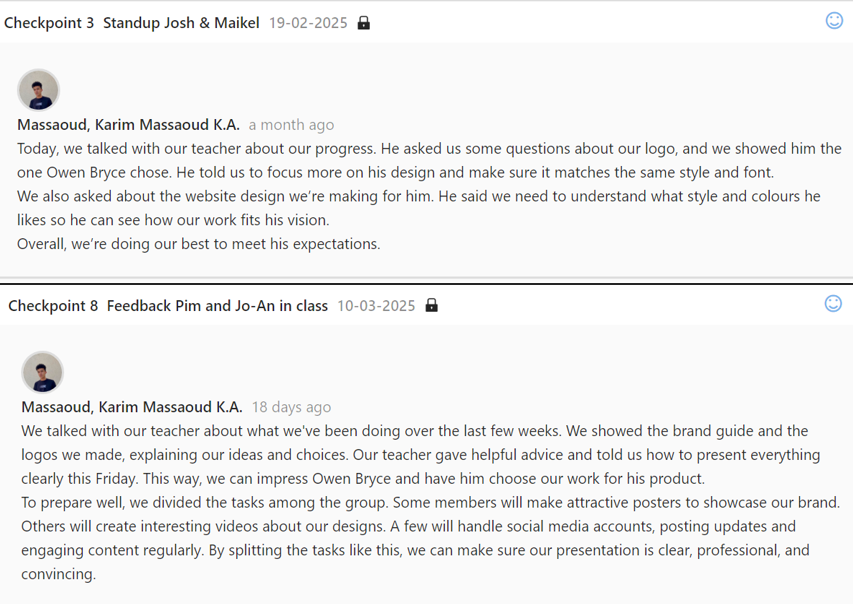 Checkpoint 3 Standup Josh & Maikel 19-02-2025
Massaoud, Karim Massaoud K.A. a month ago
Today, we talked with our teacher about our progress. He asked us some questions about our logo, and we showed him the
one Owen Bryce chose. He told us to focus more on his design and make sure it matches the same style and font.
We also asked about the website design we’re making for him. He said we need to understand what style and colours he
likes so he can see how our work fits his vision.
Overall, we’re doing our best to meet his expectations.
Checkpoint 8 Feedback Pim and Jo-An in class 10-03-2025
Massaoud, Karim Massaoud K.A. 18 days ago
We talked with our teacher about what we've been doing over the last few weeks. We showed the brand guide and the
logos we made, explaining our ideas and choices. Our teacher gave helpful advice and told us how to present everything
clearly this Friday. This way, we can impress Owen Bryce and have him choose our work for his product.
To prepare well, we divided the tasks among the group. Some members will make attractive posters to showcase our brand.
Others will create interesting videos about our designs. A few will handle social media accounts, posting updates and
engaging content regularly. By splitting the tasks like this, we can make sure our presentation is clear, professional, and
convincing.